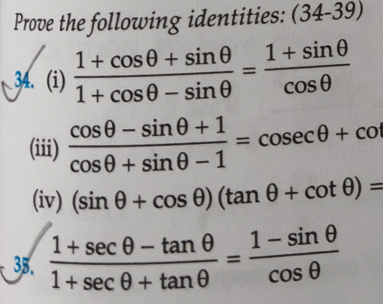 Prove the following identities: (34-39)
34. (i) (1 + cos θ + sin θ)/(1 + cos θ − sin θ) = (1 + sin θ)/(cos θ)
(iii) (cos θ − sin θ + 1)/(cos θ + sin θ − 1) = cosec θ + cot
(iv) (sin θ + cos θ) (tan θ + cot θ) =
35. (1 + sec θ − tan θ)/(1 + sec θ + tan θ) = (1 − sin θ)/(cos θ)